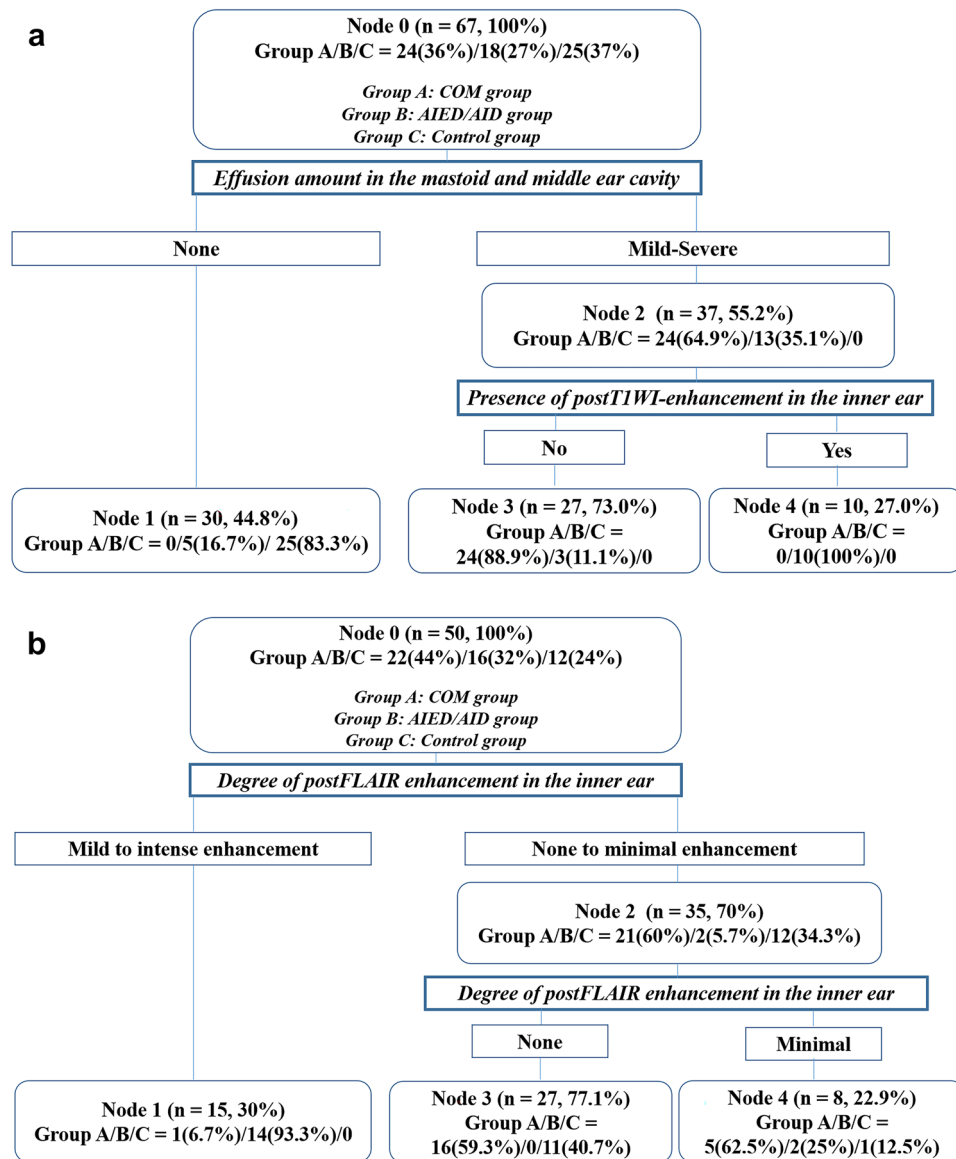 a
Node 0 (n = 67, 100%)
Group A/B/C = 24(36%)/18(27%)/25(37%)
Group A: COM group
Group B: AIED/AID group
Group C: Control group
Effusion amount in the mastoid and middle ear cavity
None
Mild-Severe
Node 2 (n = 37, 55.2%)
Group A/B/C = 24(64.9%)/13(35.1%)/0
Presence of postT1WI-enhancement in the inner ear
No
Yes
Node 1 (n = 30, 44.8%)
Group A/B/C = 0/5(16.7%)/ 25(83.3%)
Node 3 (n = 27, 73.0%)
Group A/B/C =
24(88.9%)/3(11.1%)/0
Node 4 (n = 10, 27.0%)
Group A/B/C =
0/10(100%)/0
b
Node 0 (n = 50, 100%)
Group A/B/C = 22(44%)/16(32%)/12(24%)
Group A: COM group
Group B: AIED/AID group
Group C: Control group
Degree of postFLAIR enhancement in the inner ear
Mild to intense enhancement
None to minimal enhancement
Node 2 (n = 35, 70%)
Group A/B/C = 21(60%)/2(5.7%)/12(34.3%)
Degree of postFLAIR enhancement in the inner ear
None
Minimal
Node 1 (n = 15, 30%)
Group A/B/C = 1(6.7%)/14(93.3%)/0
Node 3 (n = 27, 77.1%)
Group A/B/C =
16(59.3%)/0/11(40.7%)
Node 4 (n = 8, 22.9%)
Group A/B/C =
5(62.5%)/2(25%)/1(12.5%)